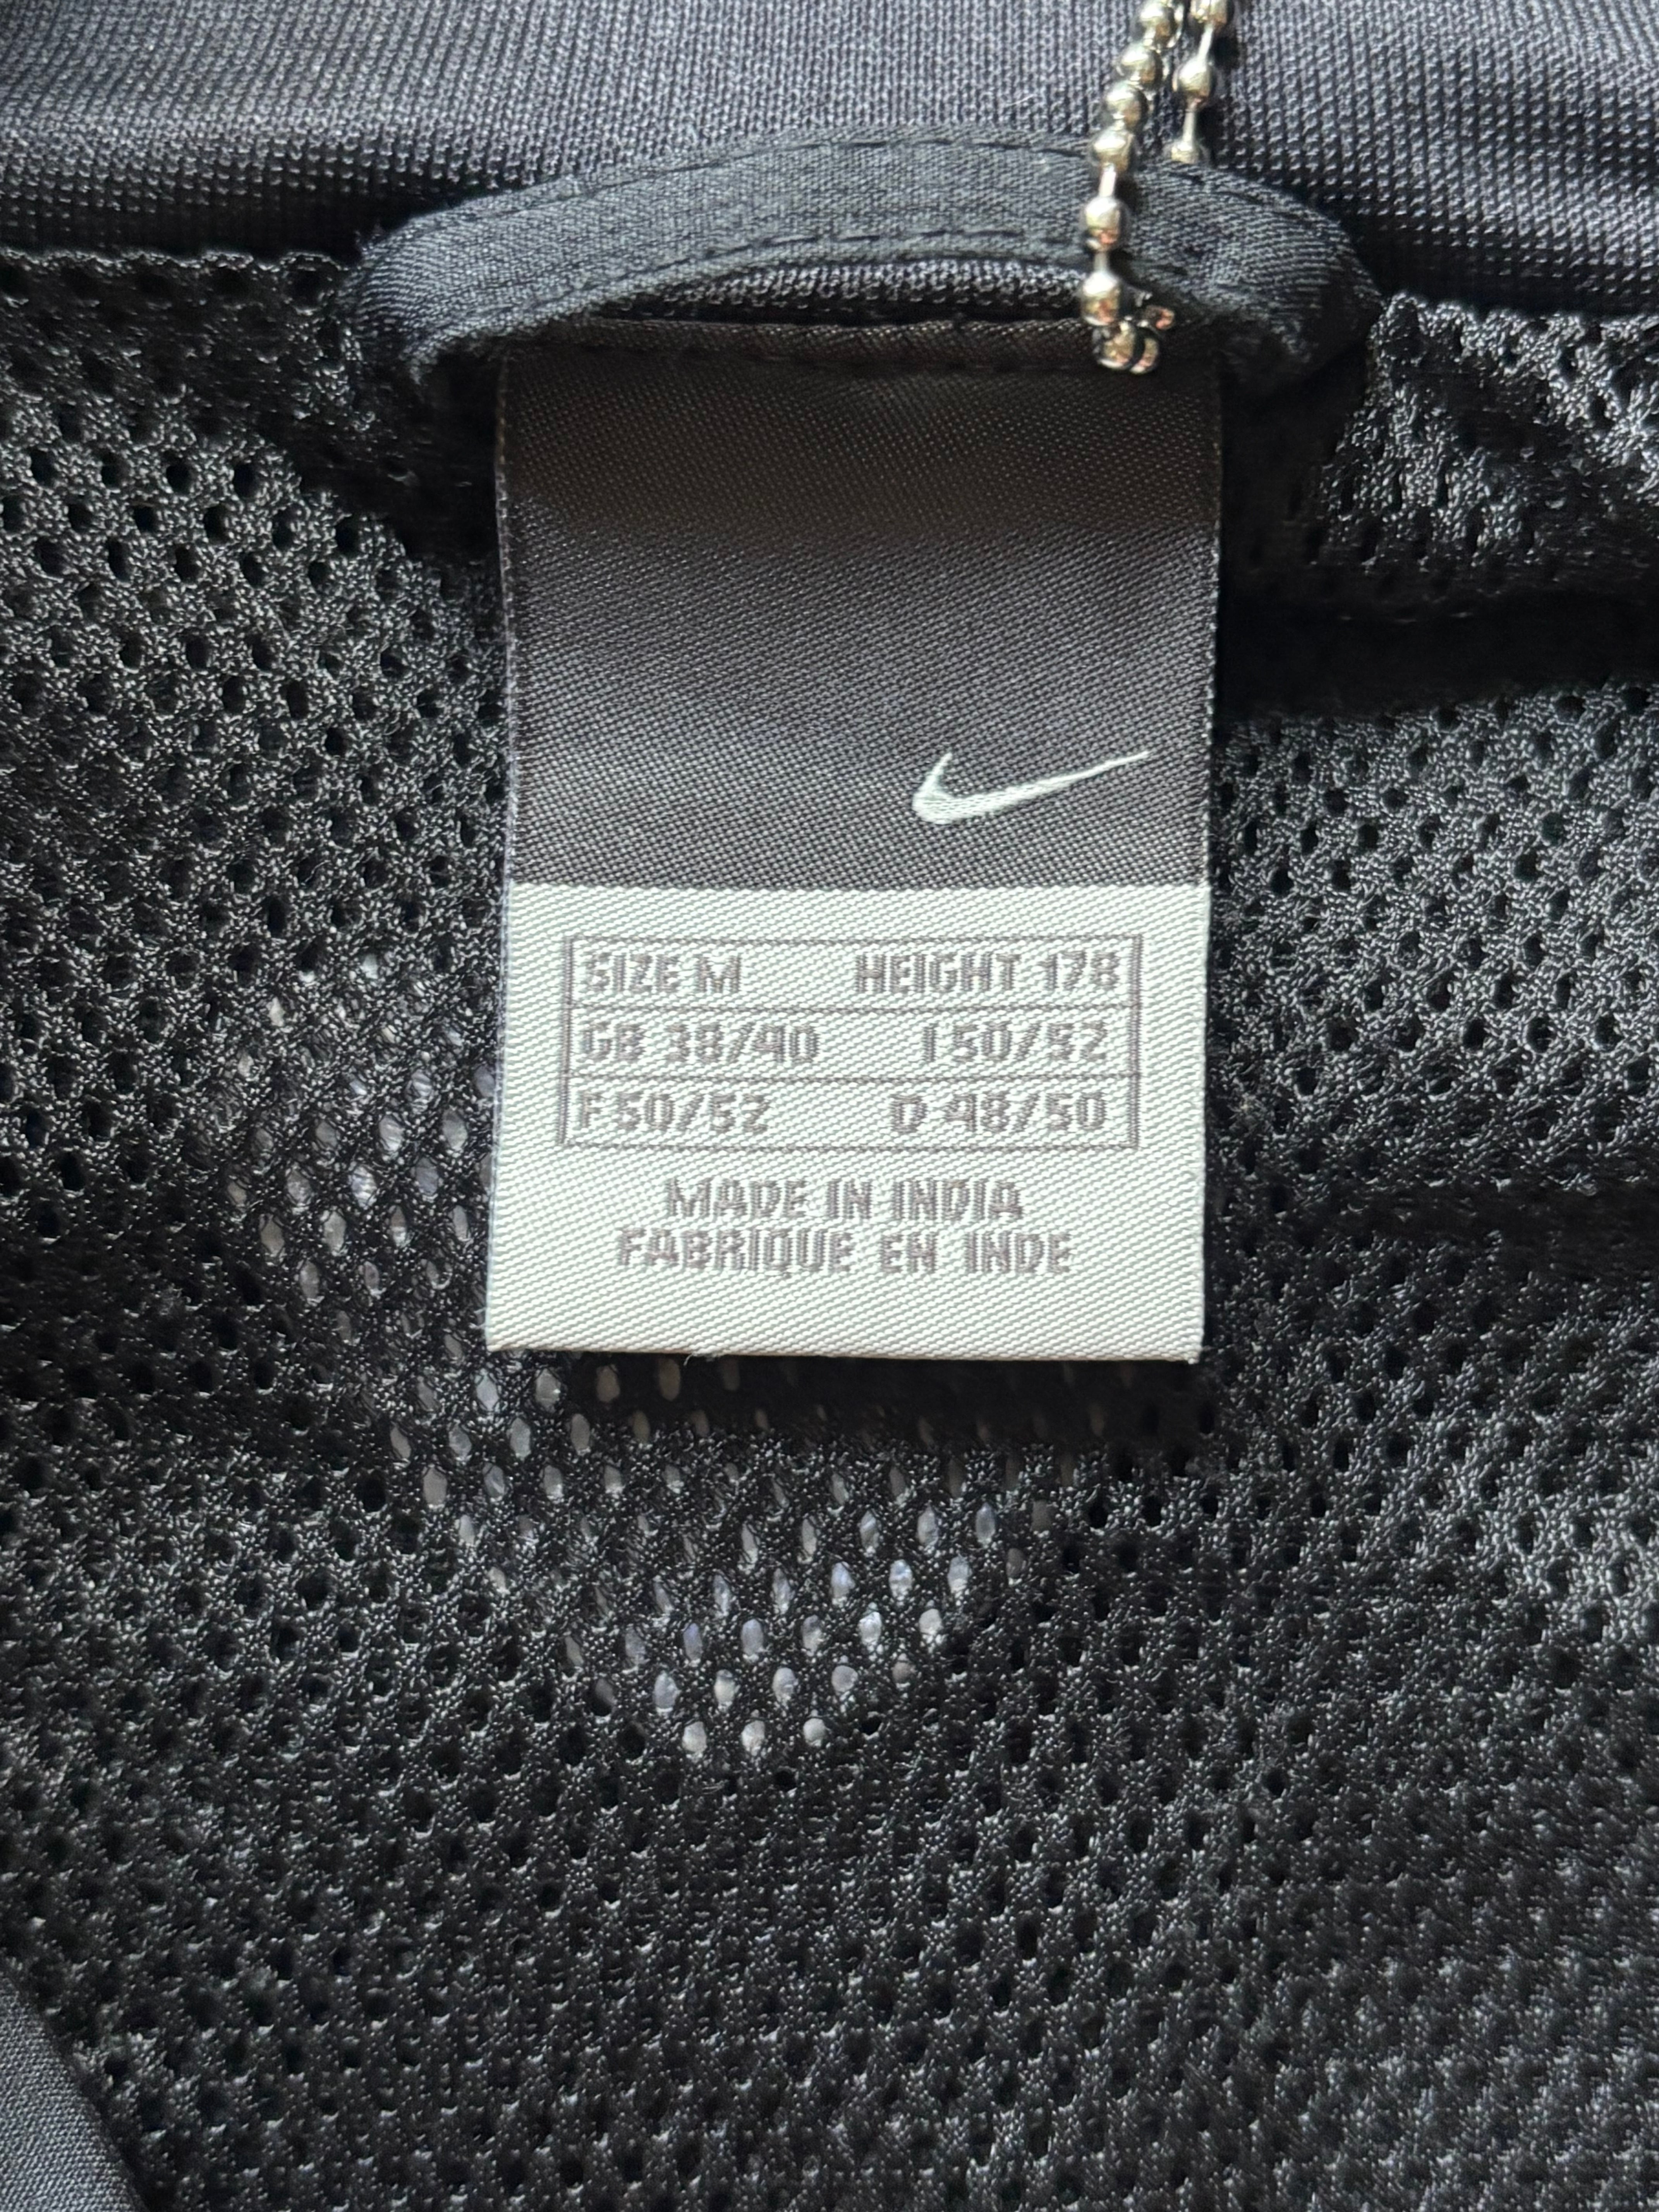 SIZE M HEIGHT 178
GB 38/40 I 50/52
F 50/52 D 48/50
MADE IN INDIA
FABRIQUE EN INDE